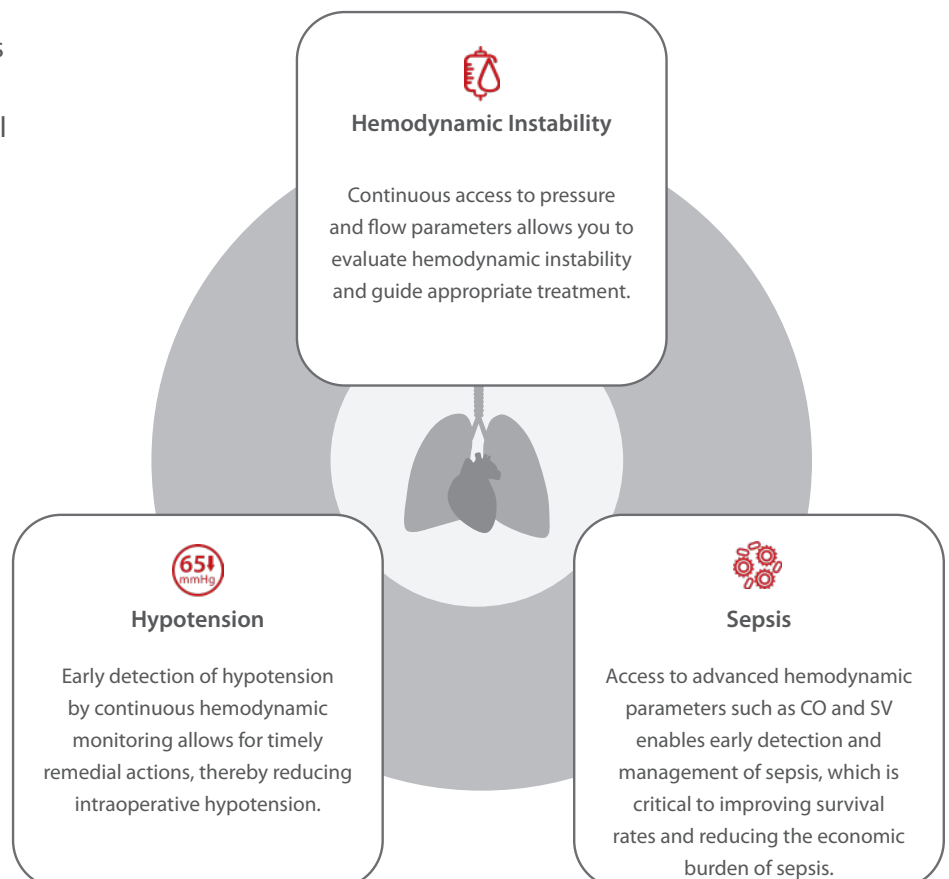 s
l
Hemodynamic Instability
Continuous access to pressure
and flow parameters allows you to
evaluate hemodynamic instability
and guide appropriate treatment.
65
mmHg
Hypotension
Early detection of hypotension
by continuous hemodynamic
monitoring allows for timely
remedial actions, thereby reducing
intraoperative hypotension.
Sepsis
Access to advanced hemodynamic
parameters such as CO and SV
enables early detection and
management of sepsis, which is
critical to improving survival
rates and reducing the economic
burden of sepsis.